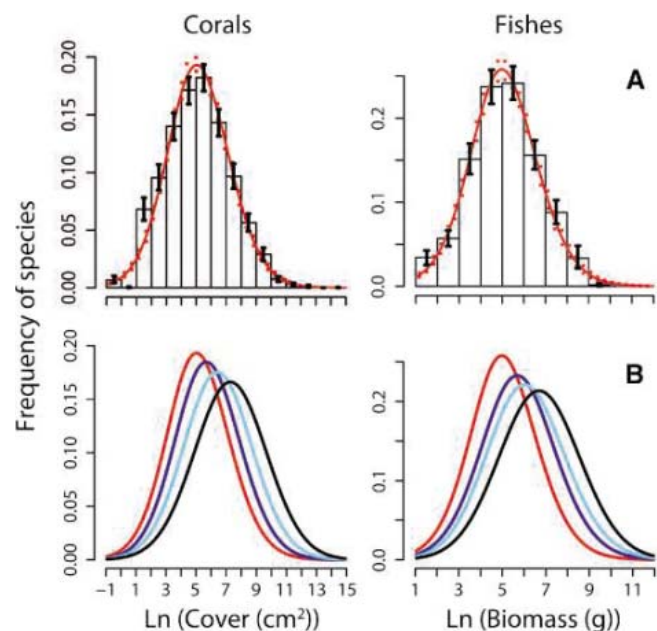 Corals
Fishes
A
0.20
0.15
0.10
0.05
0.00
0.2
0.1
0.0
Frequency of species
B
0.20
0.15
0.10
0.05
0.00
0.2
0.1
0.0
−1 1 3 5 7 9 11 13 15
1 3 5 7 9 11
Ln (Cover (cm²))
Ln (Biomass (g))